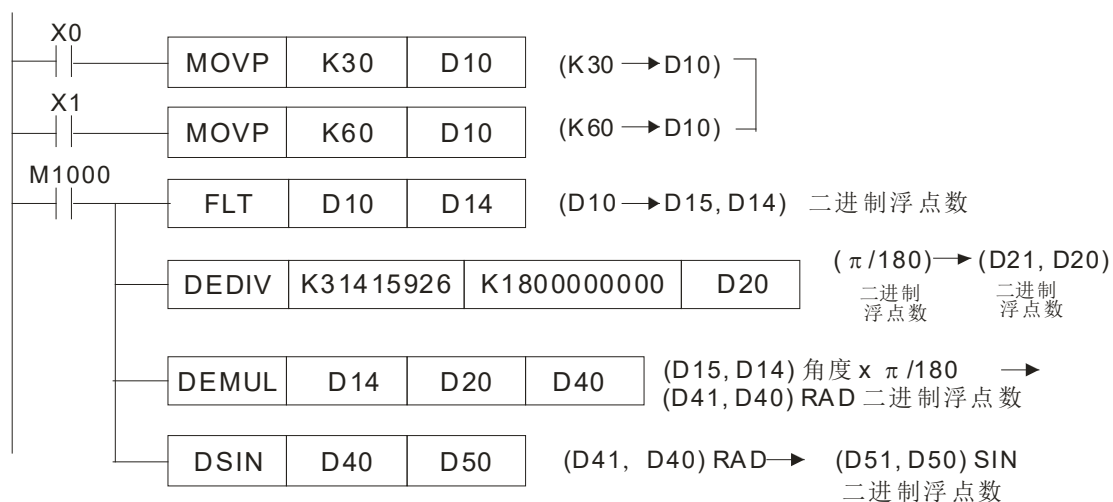 X0
MOVP K30 D10 (K30→D10)
X1
MOVP K60 D10 (K60→D10)
M1000
FLT D10 D14 (D10→D15, D14) 二进制浮点数
DEDIV K31415926 K1800000000 D20 (π/180)→(D21, D20)
二进制 二进制
浮点数 浮点数
DEMUL D14 D20 D40 (D15, D14) 角度 x π/180 →
(D41, D40) RAD 二进制浮点数
DSIN D40 D50 (D41, D40) RAD→ (D51, D50) SIN
二进制浮点数